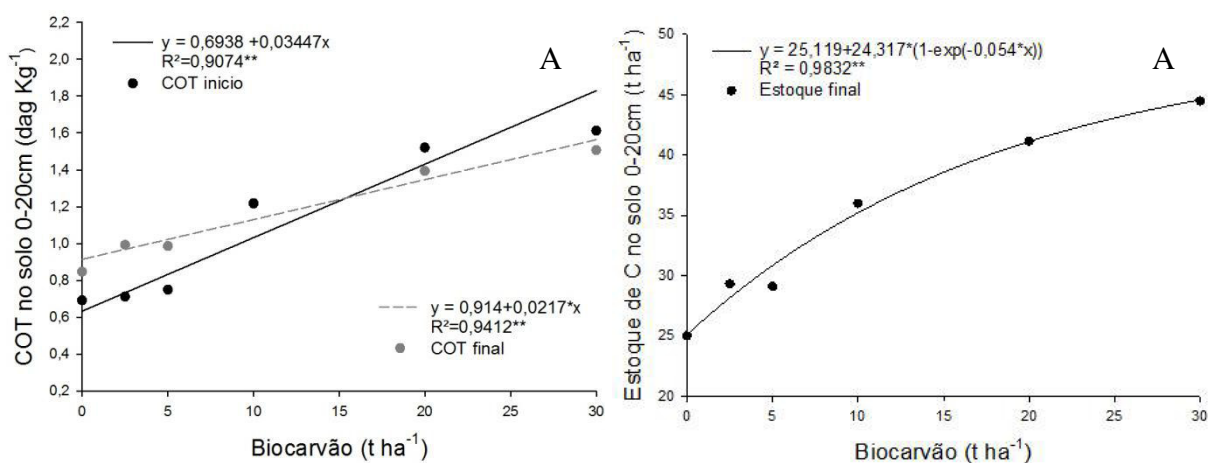 COT no solo 0-20cm (dag Kg⁻¹)
2,2
2,0
1,8
1,6
1,4
1,2
1,0
0,8
0,6
0,4
0,2
y = 0,6938 +0,03447x
R²=0,9074**
COT inicio
A
y = 0,914+0,0217*x
R²=0,9412**
COT final
0 5 10 15 20 25 30
Biocarvão (t ha⁻¹)
Estoque de C no solo 0-20cm (t ha⁻¹)
50
45
40
35
30
25
20
y = 25,119+24,317*(1-exp(-0,054*x))
R² = 0,9832**
Estoque final
A
0 5 10 15 20 25 30
Biocarvão (t ha⁻¹)